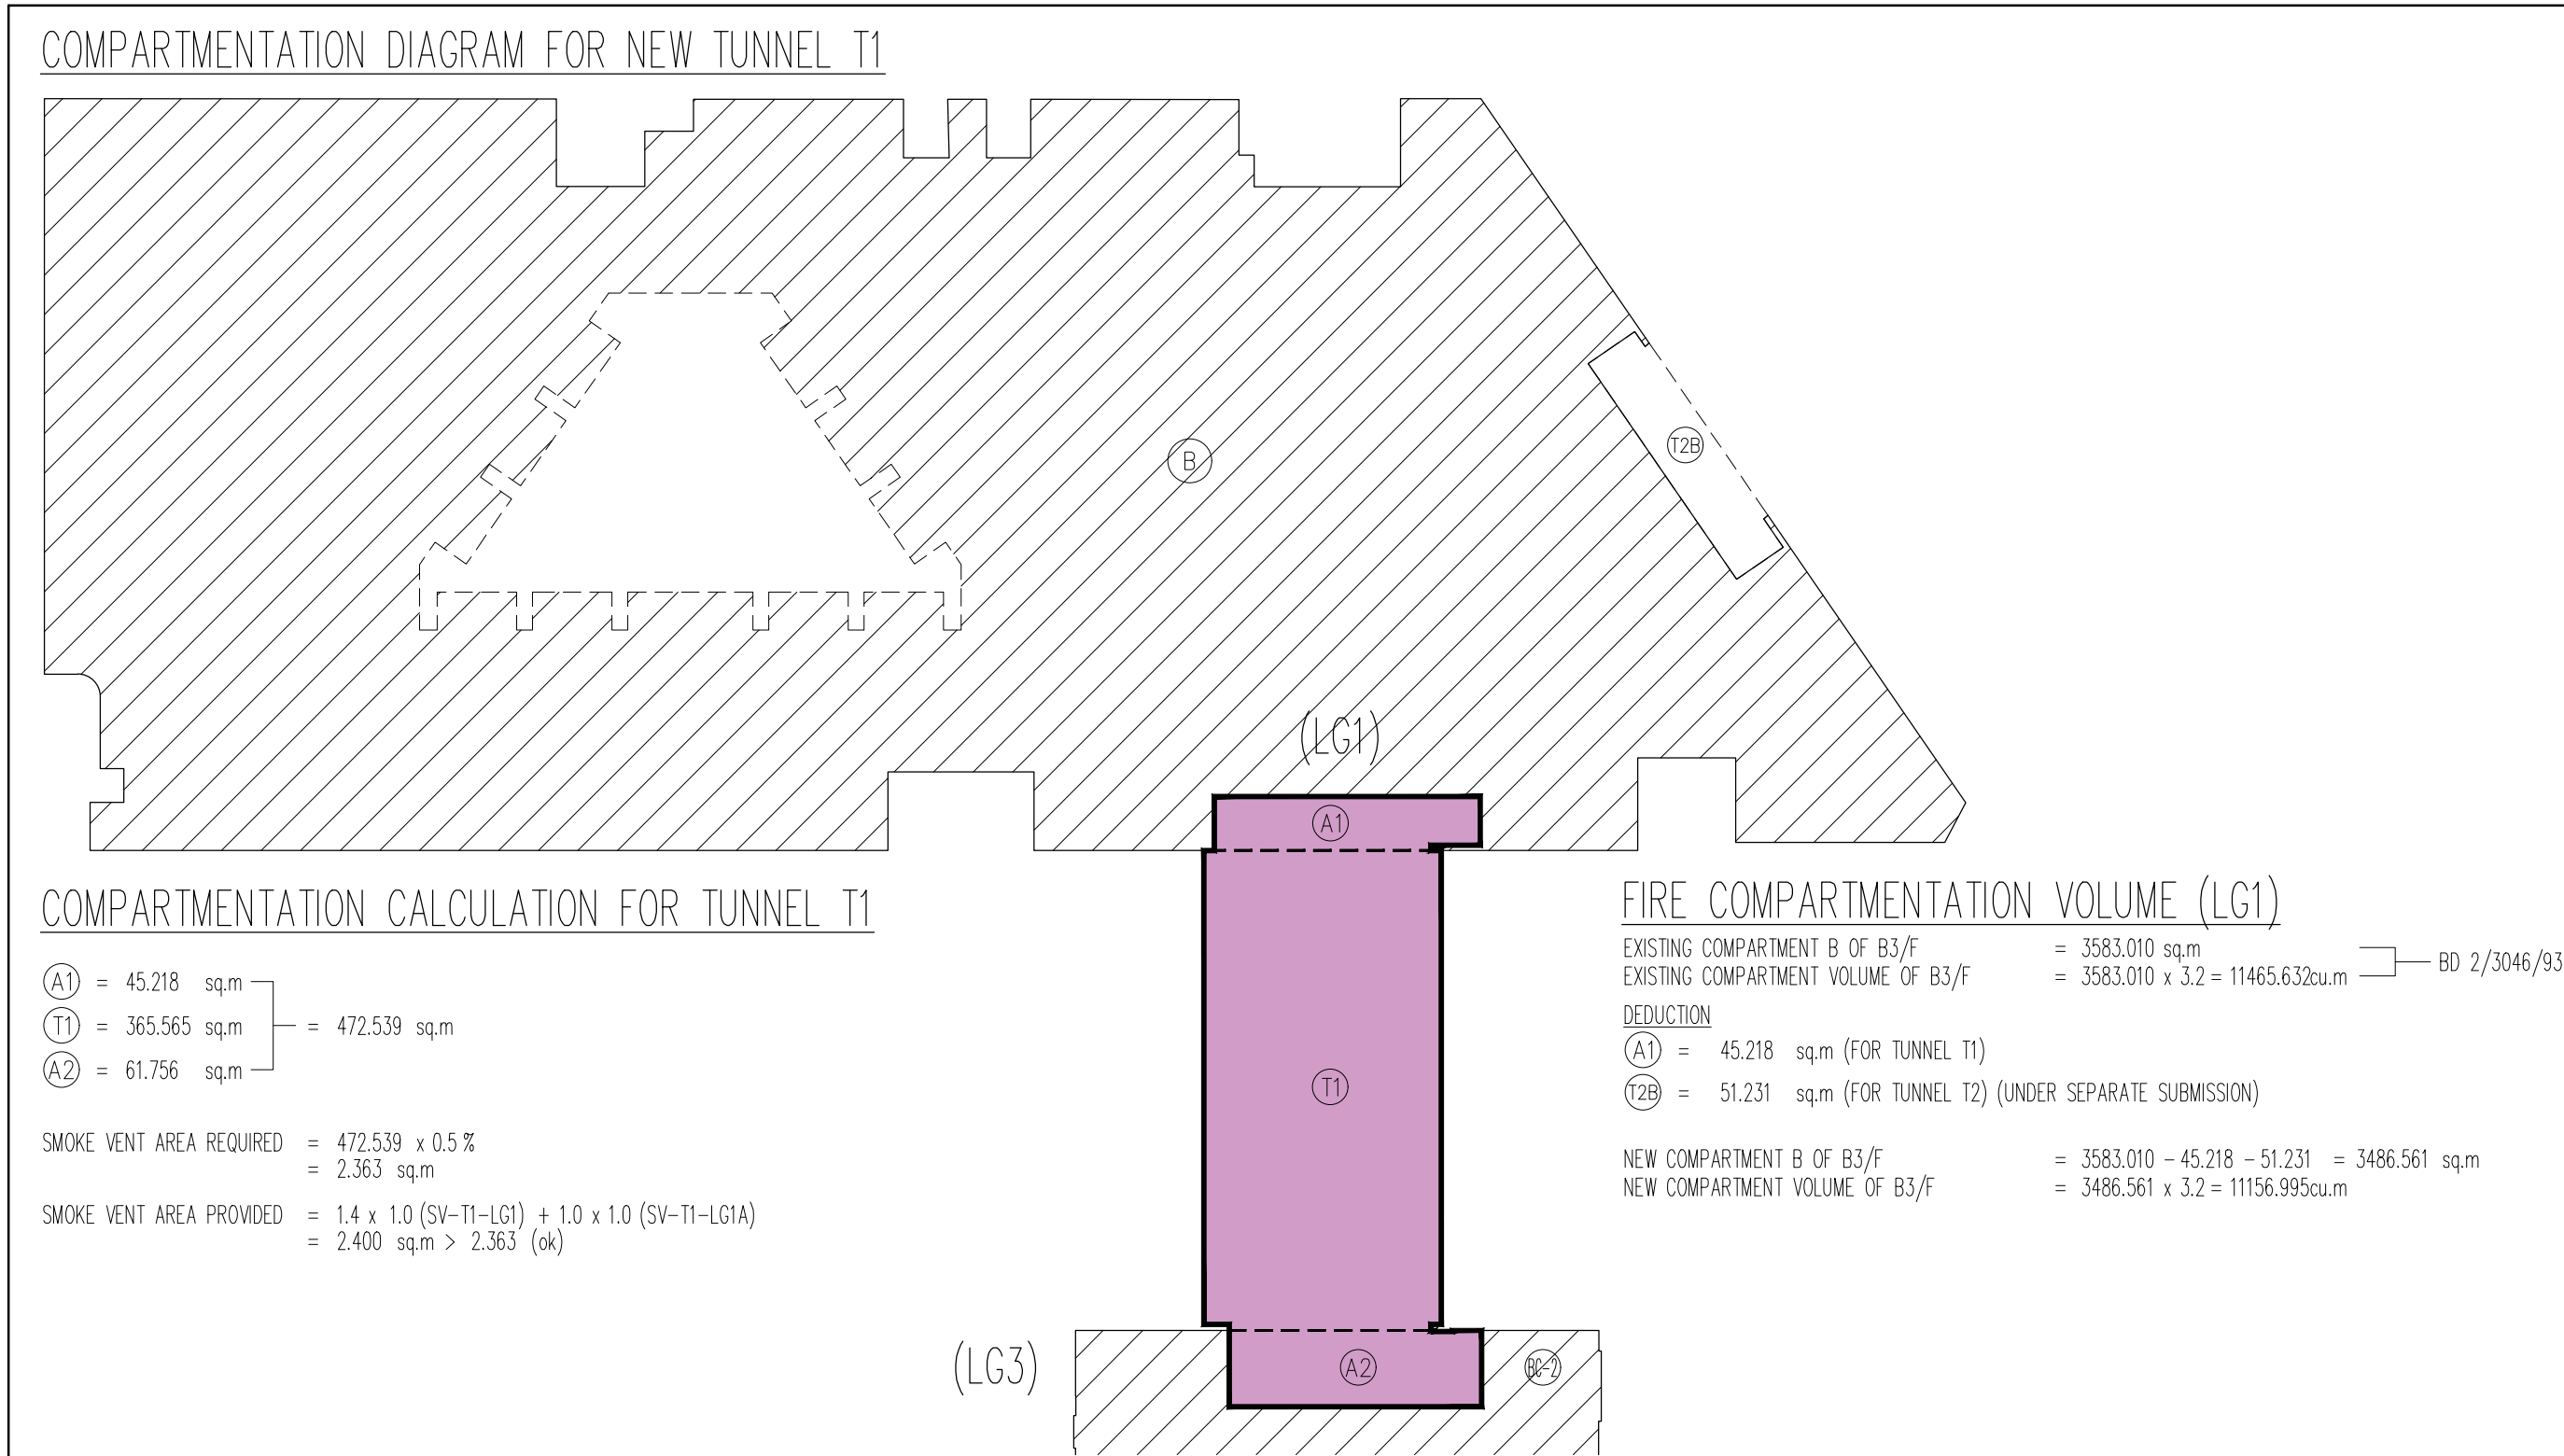 COMPARTMENTATION DIAGRAM FOR NEW TUNNEL T1
B
T2B
(LG1)
A1
T1
(LG3)
A2
BC-2
COMPARTMENTATION CALCULATION FOR TUNNEL T1
A1 = 45.218 sq.m
T1 = 365.565 sq.m = 472.539 sq.m
A2 = 61.756 sq.m
SMOKE VENT AREA REQUIRED = 472.539 x 0.5 %
= 2.363 sq.m
SMOKE VENT AREA PROVIDED = 1.4 x 1.0 (SV-T1-LG1) + 1.0 x 1.0 (SV-T1-LG1A)
= 2.400 sq.m > 2.363 (ok)
FIRE COMPARTMENTATION VOLUME (LG1)
EXISTING COMPARTMENT B OF B3/F = 3583.010 sq.m
EXISTING COMPARTMENT VOLUME OF B3/F = 3583.010 x 3.2 = 11465.632cu.m
BD 2/3046/93
DEDUCTION
A1 = 45.218 sq.m (FOR TUNNEL T1)
T2B = 51.231 sq.m (FOR TUNNEL T2) (UNDER SEPARATE SUBMISSION)
NEW COMPARTMENT B OF B3/F = 3583.010 - 45.218 - 51.231 = 3486.561 sq.m
NEW COMPARTMENT VOLUME OF B3/F = 3486.561 x 3.2 = 11156.995cu.m